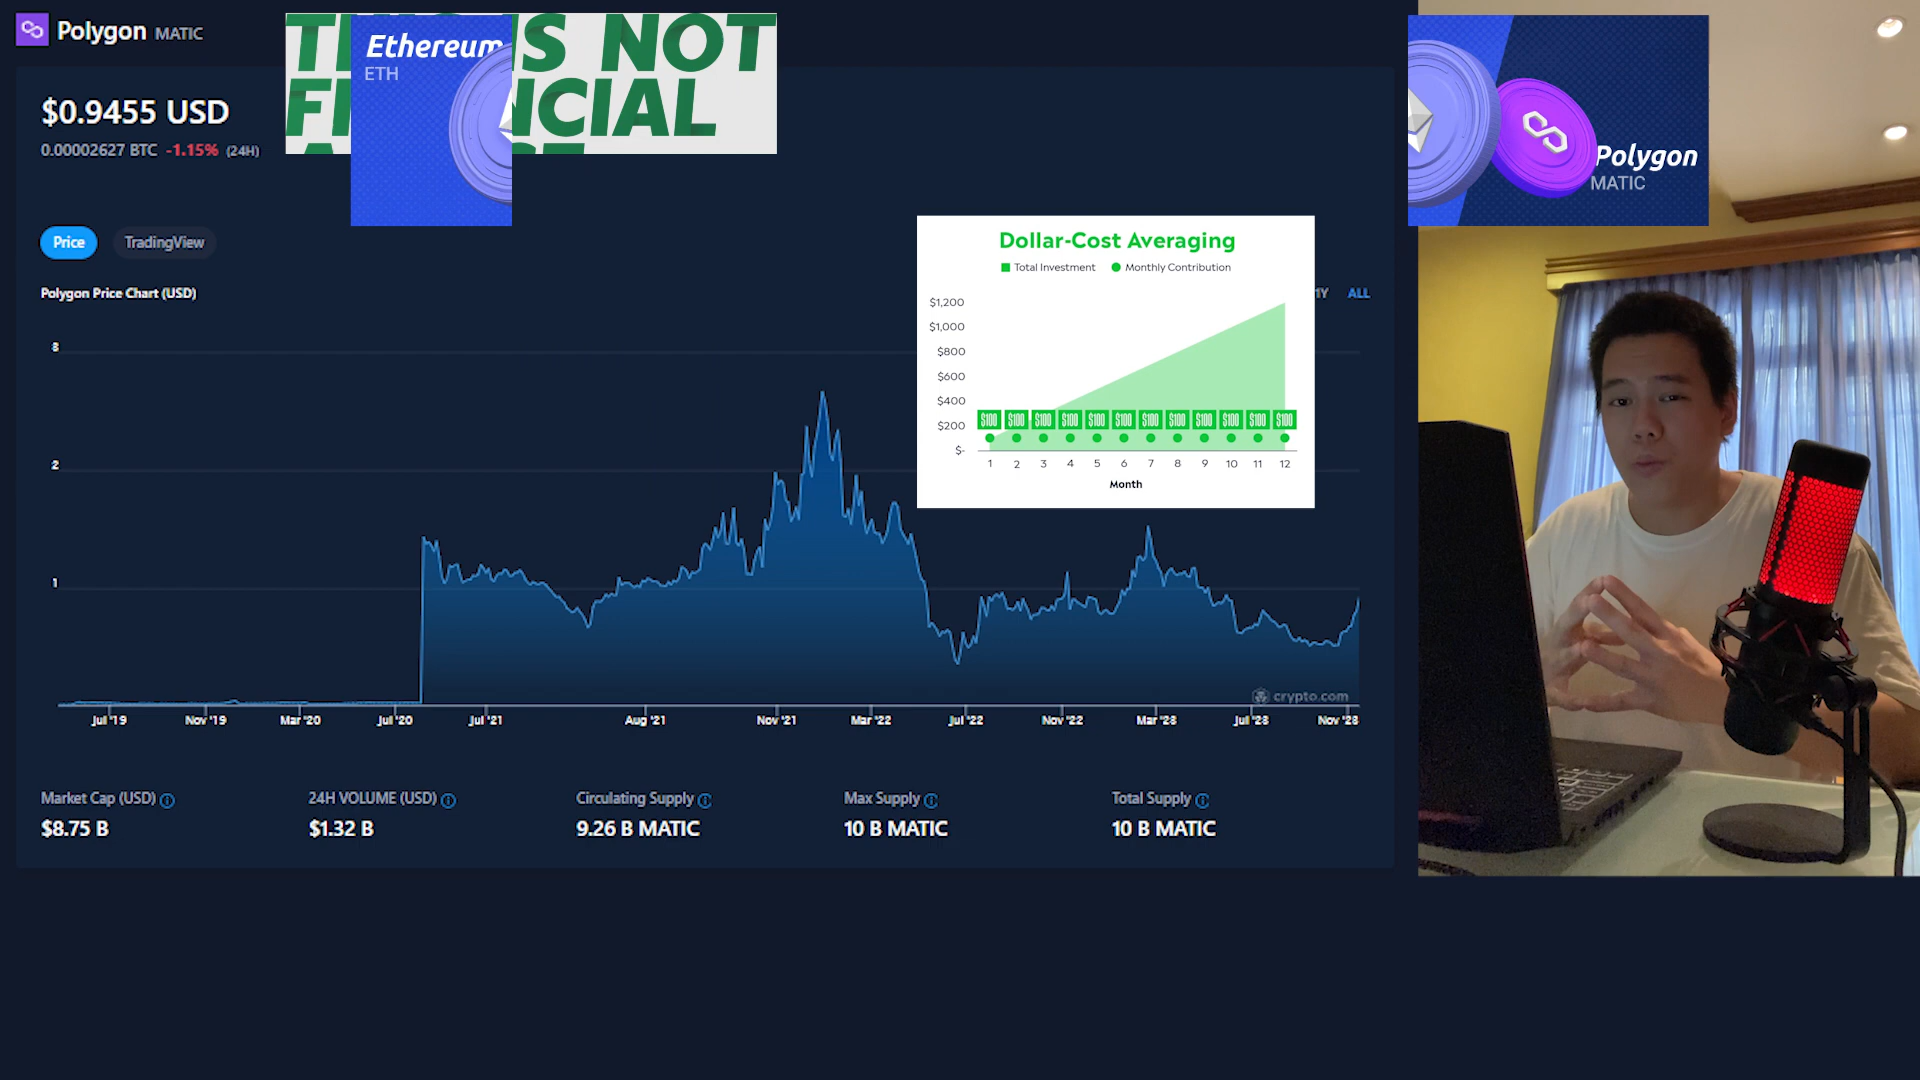 Polygon MATIC
$0.9455 USD
0.00002627 BTC -1.15% (24H)
IS NOT
Ethereum
ETH
Polygon
MATIC
Price
TradingView
Polygon Price Chart (USD)
1Y
ALL
8
2
1
Dollar-Cost Averaging
Total Investment
Monthly Contribution
$1,200
$1,000
$800
$600
$400
$200
$-
$100 $100 $100 $100 $100 $100 $100 $100 $100 $100 $100 $100
1 2 3 4 5 6 7 8 9 10 11 12
Month
crypto.com
Jul '19 Nov '19 Mar '20 Jul '20 Jul '21 Aug '21 Nov '21 Mar '22 Jul '22 Nov '22 Mar '23 Jul '23 Nov '23
Market Cap (USD)
$8.75 B
24H VOLUME (USD)
$1.32 B
Circulating Supply
9.26 B MATIC
Max Supply
10 B MATIC
Total Supply
10 B MATIC